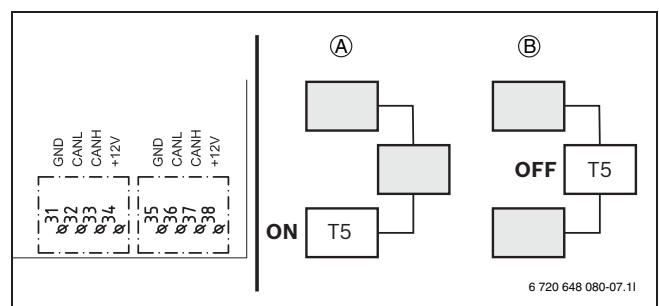 GND
CANL
CANH
+12V
GND
CANL
CANH
+12V
31
32
33
34
35
36
37
38
A
B
ON
T5
OFF
T5
6 720 648 080-07.1I